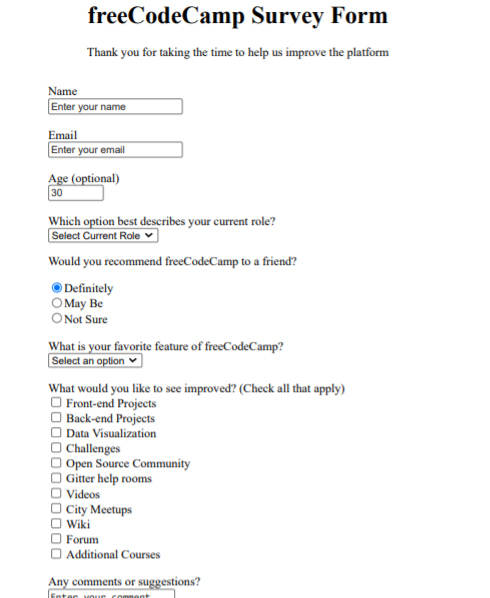 freeCodeCamp Survey Form
Thank you for taking the time to help us improve the platform
Name
Enter your name
Email
Enter your email
Age (optional)
30
Which option best describes your current role?
Select Current Role
Would you recommend freeCodeCamp to a friend?
Definitely
May Be
Not Sure
What is your favorite feature of freeCodeCamp?
Select an option
What would you like to see improved? (Check all that apply)
Front-end Projects
Back-end Projects
Data Visualization
Challenges
Open Source Community
Gitter help rooms
Videos
City Meetups
Wiki
Forum
Additional Courses
Any comments or suggestions?
Enter your comment